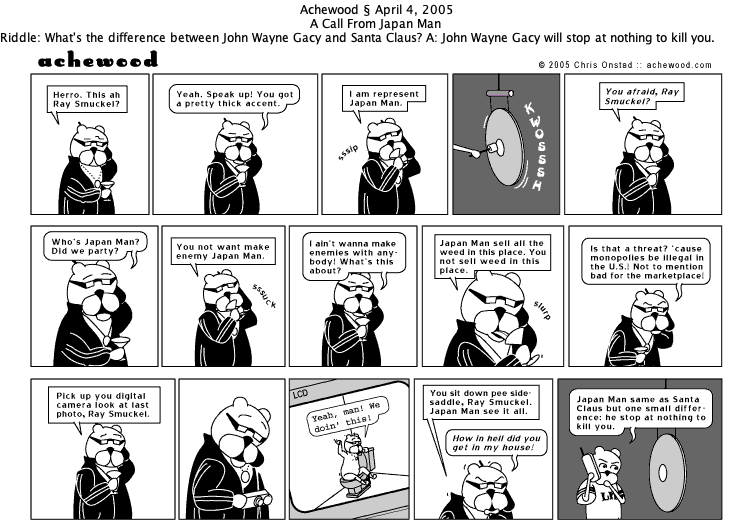 Achewood § April 4, 2005
A Call From Japan Man
Riddle: What's the difference between John Wayne Gacy and Santa Claus? A: John Wayne Gacy will stop at nothing to kill you.
achewood
© 2005 Chris Onstad :: achewood.com
Herro. This ah
Ray Smuckel?
Yeah. Speak up! You got
a pretty thick accent.
I am represent
Japan Man.
sssip
KWOSSSH
You afraid, Ray
Smuckel?
Who's Japan Man?
Did we party?
You not want make
enemy Japan Man.
sssuck
I ain't wanna make
enemies with any-
body! What's this
about?
Japan Man sell all the
weed in this place. You
not sell weed in this
place.
slurp
Is that a threat? 'cause
monopolies be illegal in
the U.S.! Not to mention
bad for the marketplace!
Pick up you digital
camera look at last
photo, Ray Smuckel.
LCD
Yeah, man! We
doin' this!
You sit down pee side-
saddle, Ray Smuckel.
Japan Man see it all.
How in hell did you
get in my house!
Japan Man same as Santa
Claus but one small differ-
ence: he stop at nothing to
kill you.